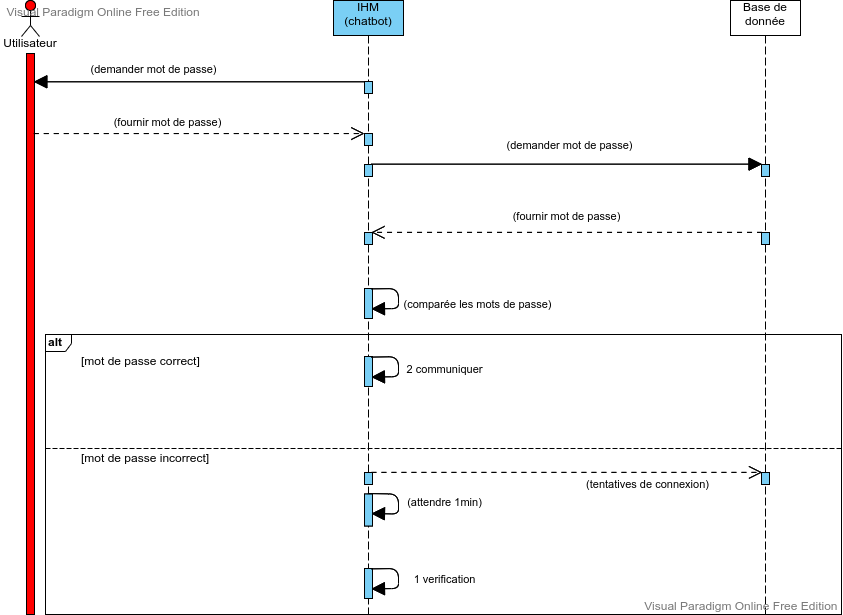 Visual Paradigm Online Free Edition
IHM
(chatbot)
Base de
donnée
Utilisateur
(demander mot de passe)
(fournir mot de passe)
(demander mot de passe)
(fournir mot de passe)
(comparée les mots de passe)
alt
[mot de passe correct]
2 communiquer
[mot de passe incorrect]
(tentatives de connexion)
(attendre 1min)
1 verification
Visual Paradigm Online Free Edition